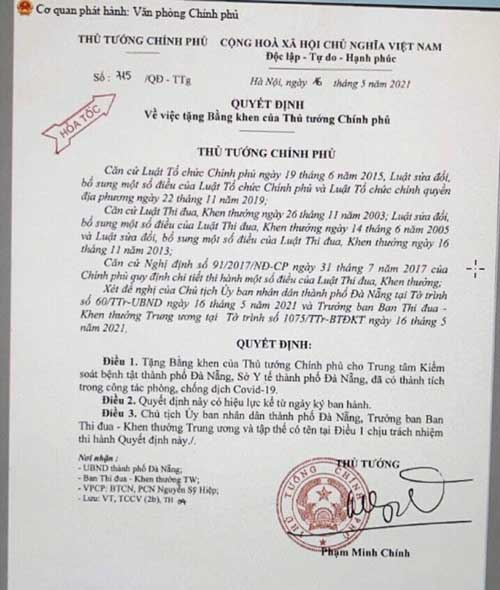 Cơ quan phát hành: Văn phòng Chính phủ
THỦ TƯỚNG CHÍNH PHỦ CỘNG HOÀ XÃ HỘI CHỦ NGHĨA VIỆT NAM
Độc lập - Tự do - Hạnh phúc
Số: 715 /QĐ - TTg Hà Nội, ngày 16 tháng 5 năm 2021
HỎA TỐC
QUYẾT ĐỊNH
Về việc tặng Bằng khen của Thủ tướng Chính phủ
THỦ TƯỚNG CHÍNH PHỦ
Căn cứ Luật Tổ chức Chính phủ ngày 19 tháng 6 năm 2015, Luật sửa đổi,
bổ sung một số điều của Luật Tổ chức Chính phủ và Luật Tổ chức chính quyền
địa phương ngày 22 tháng 11 năm 2019;
Căn cứ Luật Thi đua, Khen thưởng ngày 26 tháng 11 năm 2003; Luật sửa đổi,
bổ sung một số điều của Luật Thi đua, Khen thưởng ngày 14 tháng 6 năm 2005
và Luật sửa đổi, bổ sung một số điều của Luật Thi đua, Khen thưởng ngày 16
tháng 11 năm 2013;
Căn cứ Nghị định số 91/2017/NĐ-CP ngày 31 tháng 7 năm 2017 của
Chính phủ quy định chi tiết thi hành một số điều của Luật Thi đua, Khen thưởng;
Xét đề nghị của Chủ tịch Ủy ban nhân dân thành phố Đà Nẵng tại Tờ trình
số 60/TTr-UBND ngày 16 tháng 5 năm 2021 và Trưởng ban Ban Thi đua -
Khen thưởng Trung ương tại Tờ trình số 1075/TTr-BTĐKT ngày 16 tháng 5
năm 2021.
QUYẾT ĐỊNH:
Điều 1. Tặng Bằng khen của Thủ tướng Chính phủ cho Trung tâm Kiểm
soát bệnh tật thành phố Đà Nẵng, Sở Y tế thành phố Đà Nẵng, đã có thành tích
trong công tác phòng, chống dịch Covid-19.
Điều 2. Quyết định này có hiệu lực kể từ ngày ký ban hành.
Điều 3. Chủ tịch Ủy ban nhân dân thành phố Đà Nẵng, Trưởng ban Ban
Thi đua - Khen thưởng Trung ương và tập thể có tên tại Điều 1 chịu trách nhiệm
thi hành Quyết định này./.
Nơi nhận:
- UBND thành phố Đà Nẵng;
- Ban Thi đua - Khen thưởng TW;
- VPCP: BTCN, PCN Nguyễn Sỹ Hiệp;
- Lưu: VT, TCCV (2b), TH
THỦ TƯỚNG
THỦ TƯỚNG CHÍNH PHỦ
Phạm Minh Chính